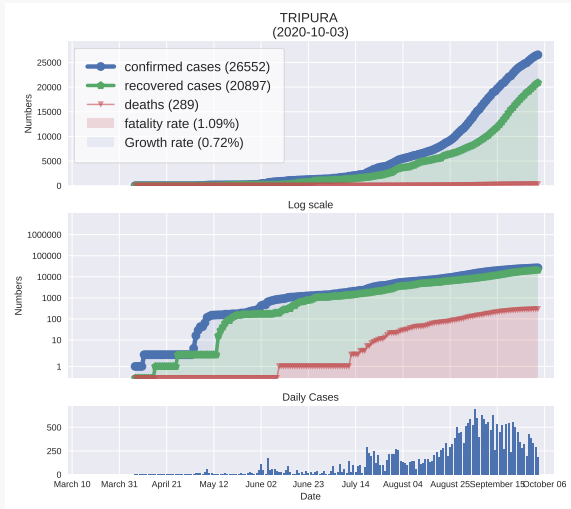 TRIPURA
(2020-10-03)
confirmed cases (26552)
recovered cases (20897)
deaths (289)
fatality rate (1.09%)
Growth rate (0.72%)
Numbers
25000
20000
15000
10000
5000
0
Log scale
Numbers
1000000
100000
10000
1000
100
10
1
Daily Cases
500
250
0
March 10 March 31 April 21 May 12 June 02 June 23 July 14 August 04 August 25 September 15 October 06
Date